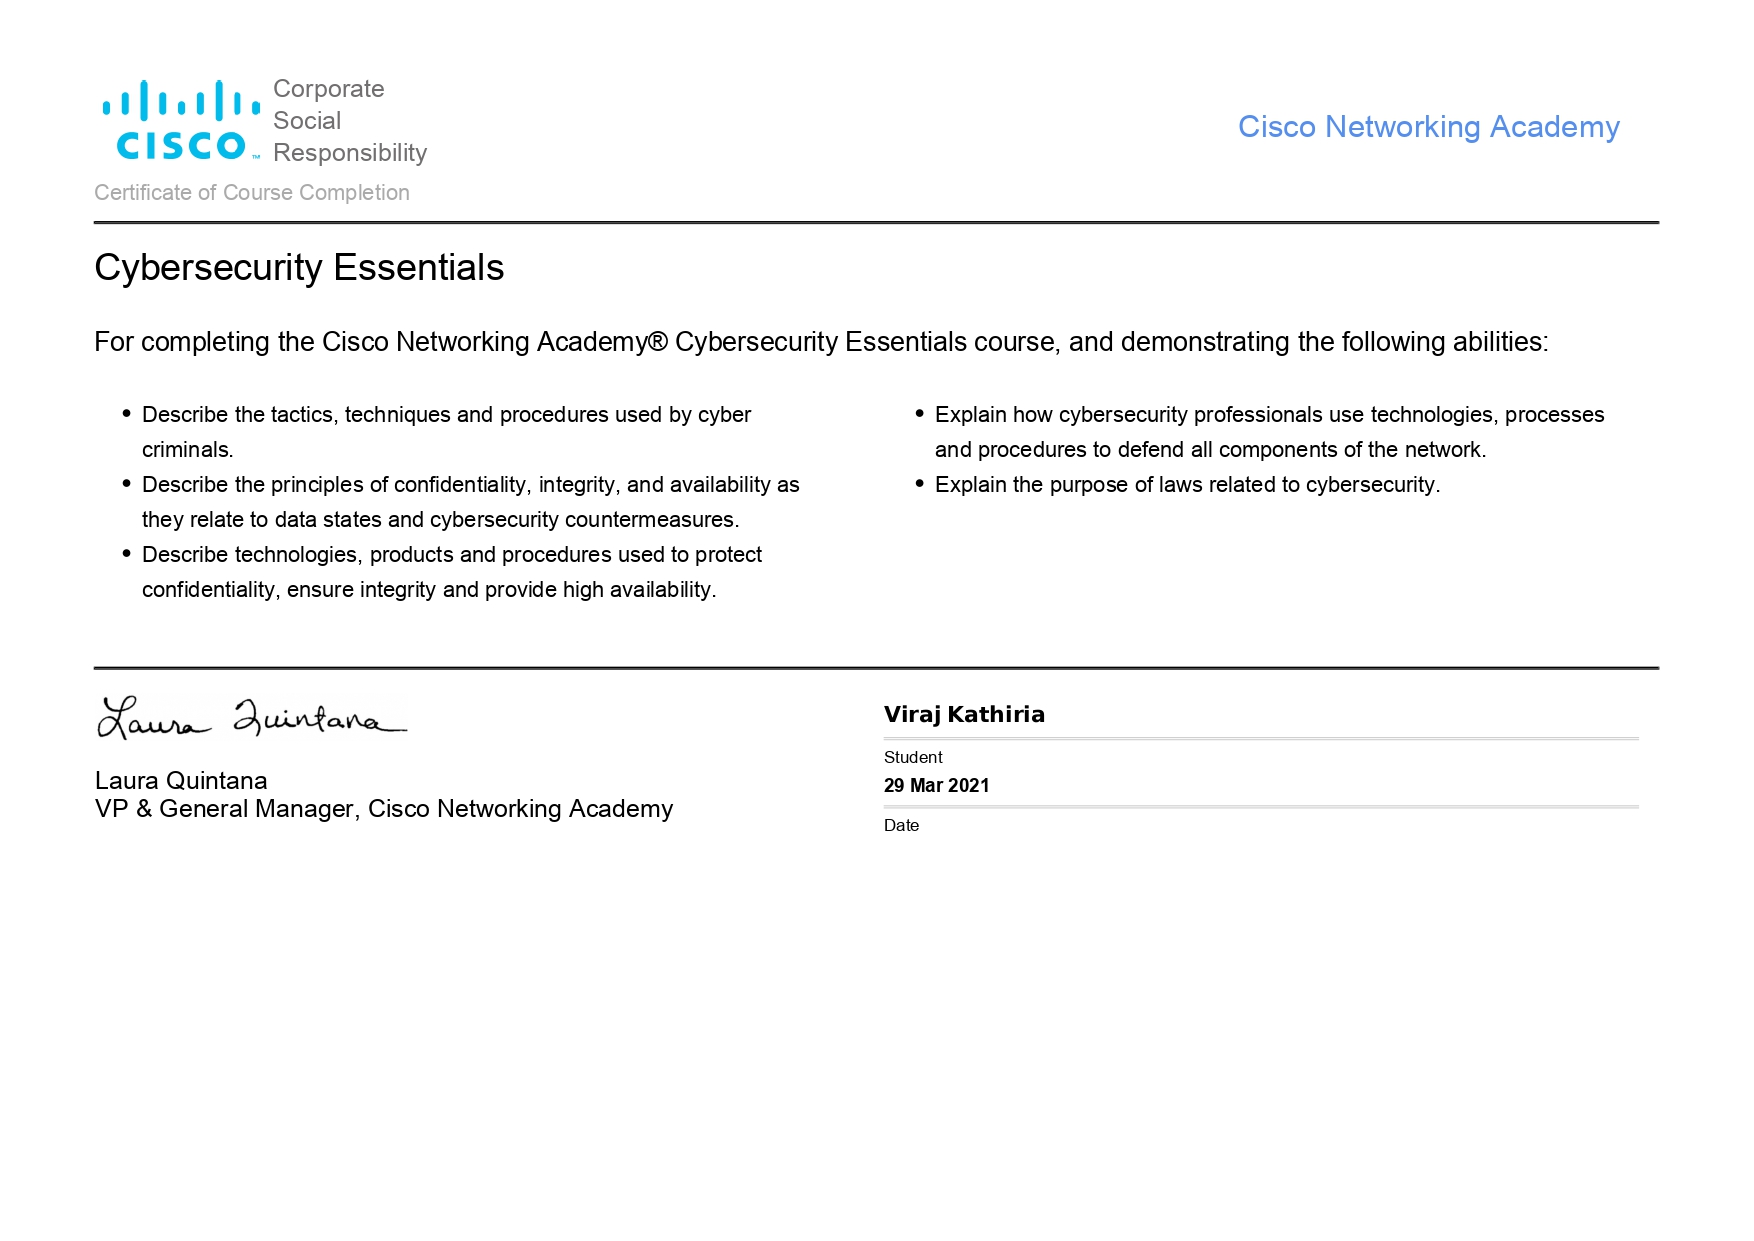 Corporate
Social
Responsibility
CISCO™
Cisco Networking Academy
Certificate of Course Completion
Cybersecurity Essentials
For completing the Cisco Networking Academy® Cybersecurity Essentials course, and demonstrating the following abilities:
• Describe the tactics, techniques and procedures used by cyber
criminals.
• Describe the principles of confidentiality, integrity, and availability as
they relate to data states and cybersecurity countermeasures.
• Describe technologies, products and procedures used to protect
confidentiality, ensure integrity and provide high availability.
• Explain how cybersecurity professionals use technologies, processes
and procedures to defend all components of the network.
• Explain the purpose of laws related to cybersecurity.
Laura Quintana
Laura Quintana
VP & General Manager, Cisco Networking Academy
Viraj Kathiria
Student
29 Mar 2021
Date